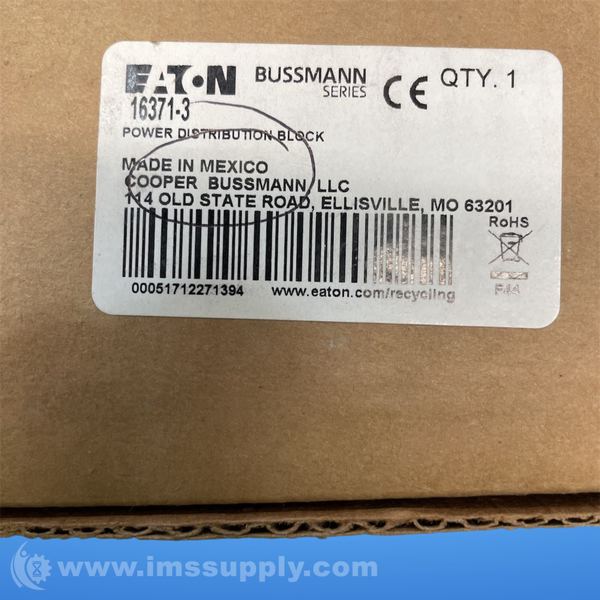 EATON BUSSMANN SERIES CE QTY. 1
16371-3
POWER DISTRIBUTION BLOCK
MADE IN MEXICO
COOPER BUSSMANN, LLC
114 OLD STATE ROAD, ELLISVILLE, MO 63201
RoHS
00051712271394 www.eaton.com/recycling
www.imssupply.com